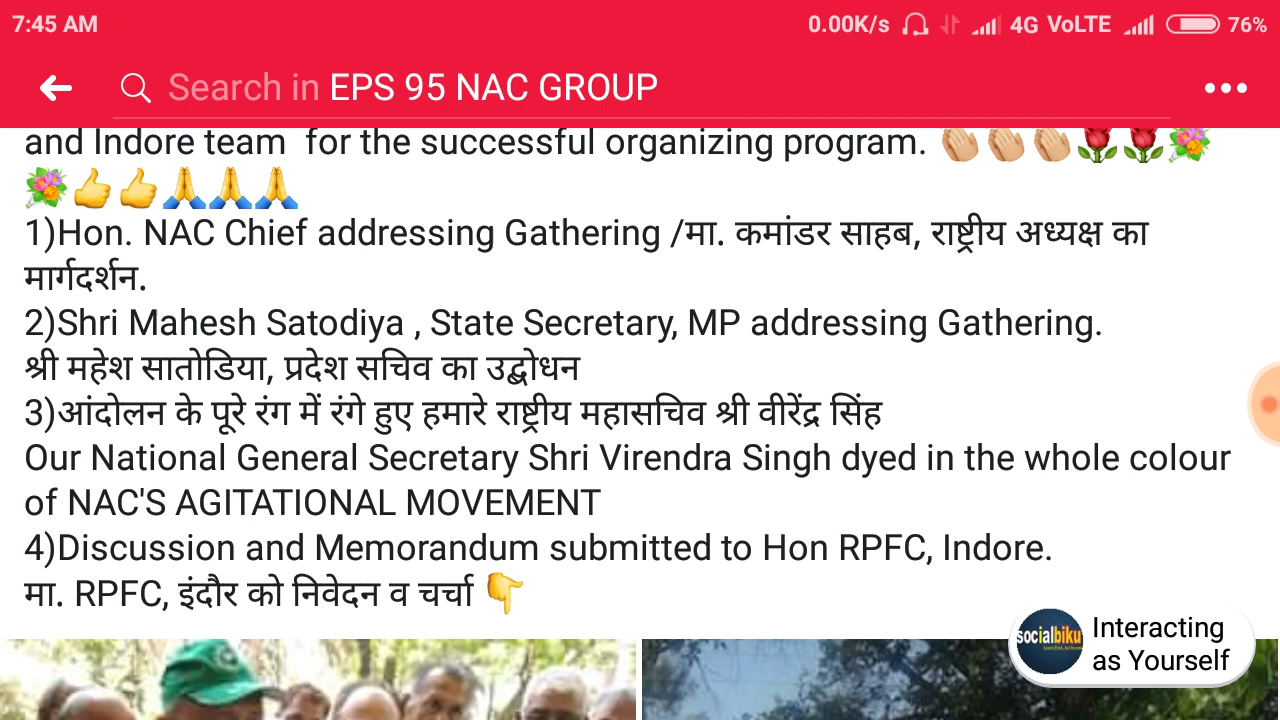 7:45 AM 0.00K/s 4G VoLTE 76%
Search in EPS 95 NAC GROUP
and Indore team for the successful organizing program. 👏🏼👏🏼👏🏼🌹🌹💐
💐👍👍🙏🙏🙏
1)Hon. NAC Chief addressing Gathering /मा. कमांडर साहब, राष्ट्रीय अध्यक्ष का
मार्गदर्शन.
2)Shri Mahesh Satodiya , State Secretary, MP addressing Gathering.
श्री महेश सातोडिया, प्रदेश सचिव का उद्बोधन
3)आंदोलन के पूरे रंग में रंगे हुए हमारे राष्ट्रीय महासचिव श्री वीरेंद्र सिंह
Our National General Secretary Shri Virendra Singh dyed in the whole colour
of NAC'S AGITATIONAL MOVEMENT
4)Discussion and Memorandum submitted to Hon RPFC, Indore.
मा. RPFC, इंदौर को निवेदन व चर्चा 👇
socialbiku
Interacting
as Yourself